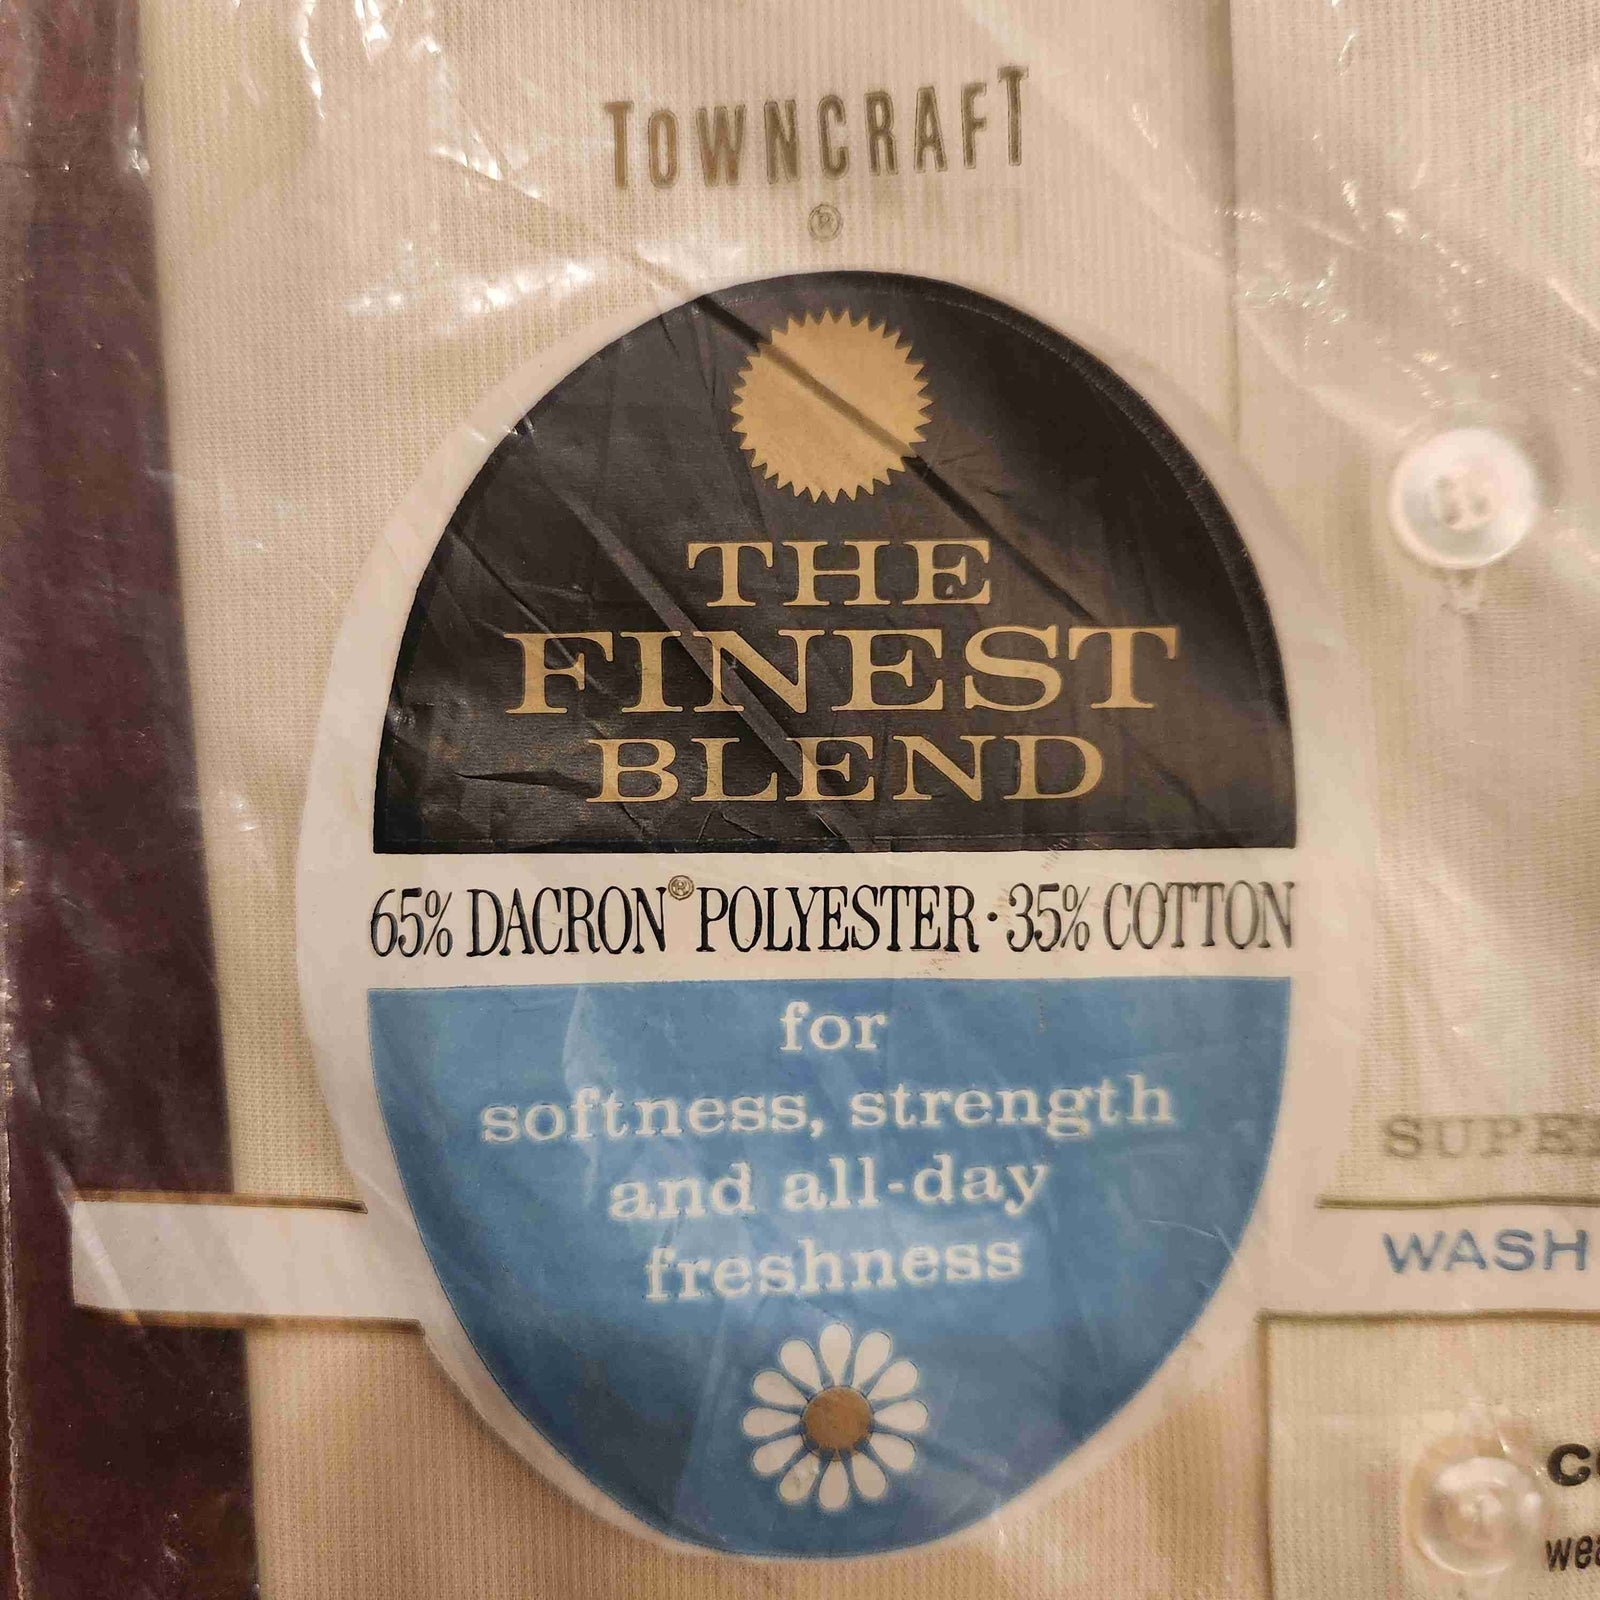 TOWNCRAFT
®
THE
FINEST
BLEND
65% DACRON® POLYESTER · 35% COTTON
for
softness, strength
and all-day
freshness
WASH